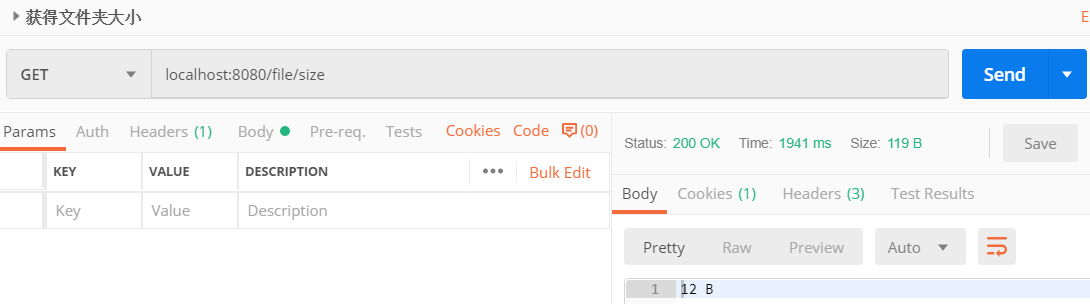 获得文件夹大小
E
GET localhost:8080/file/size Send
Params Auth Headers (1) Body Pre-req. Tests Cookies Code (0)
Status: 200 OK Time: 1941 ms Size: 119 B Save
KEY VALUE DESCRIPTION ••• Bulk Edit
Key Value Description
Body Cookies (1) Headers (3) Test Results
Pretty Raw Preview Auto
1 12 B